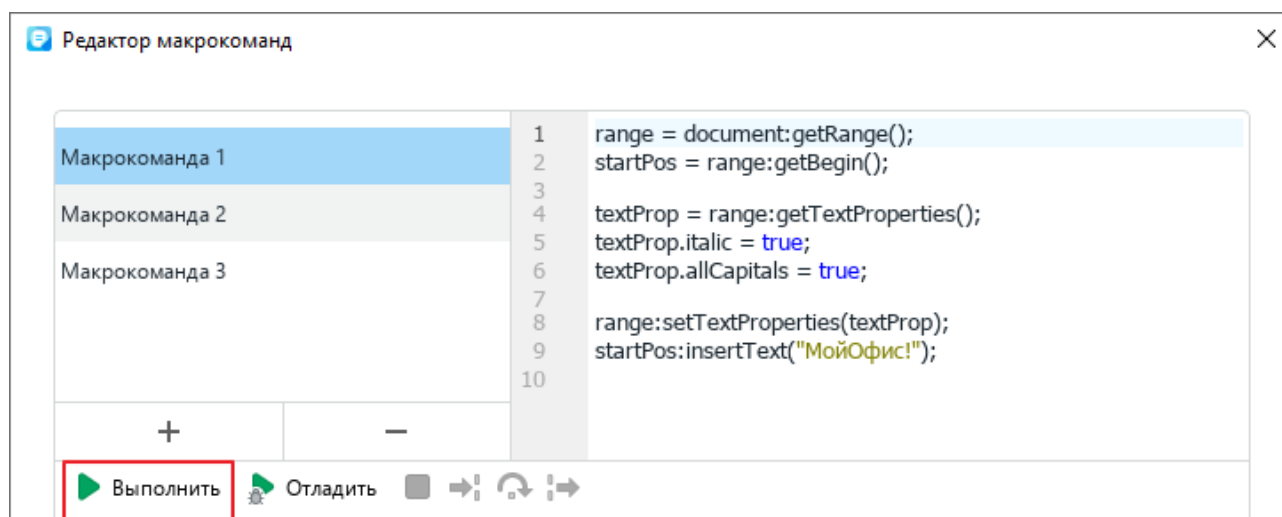 Редактор макрокоманд
Макрокоманда 1
Макрокоманда 2
Макрокоманда 3
1 range = document:getRange();
2 startPos = range:getBegin();
3
4 textProp = range:getTextProperties();
5 textProp.italic = true;
6 textProp.allCapitals = true;
7
8 range:setTextProperties(textProp);
9 startPos:insertText("МойОфис!");
10
+ −
Выполнить Отладить